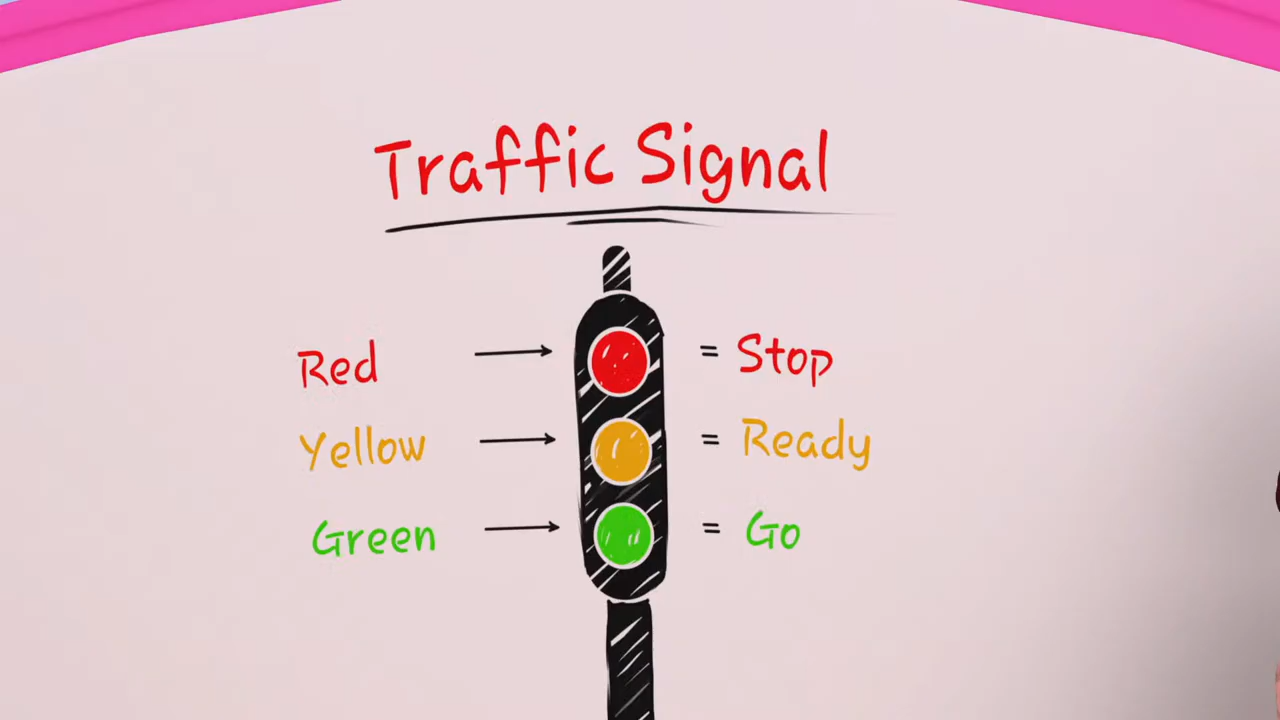 Traffic Signal
Red = Stop
Yellow = Ready
Green = Go